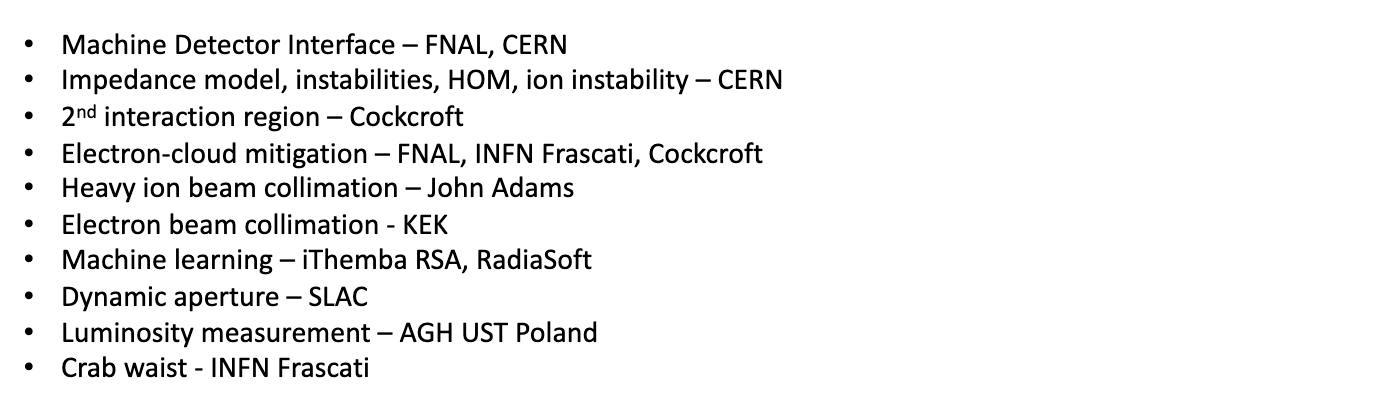 • Machine Detector Interface – FNAL, CERN
• Impedance model, instabilities, HOM, ion instability – CERN
• 2nd interaction region – Cockcroft
• Electron-cloud mitigation – FNAL, INFN Frascati, Cockcroft
• Heavy ion beam collimation – John Adams
• Electron beam collimation - KEK
• Machine learning – iThemba RSA, RadiaSoft
• Dynamic aperture – SLAC
• Luminosity measurement – AGH UST Poland
• Crab waist - INFN Frascati